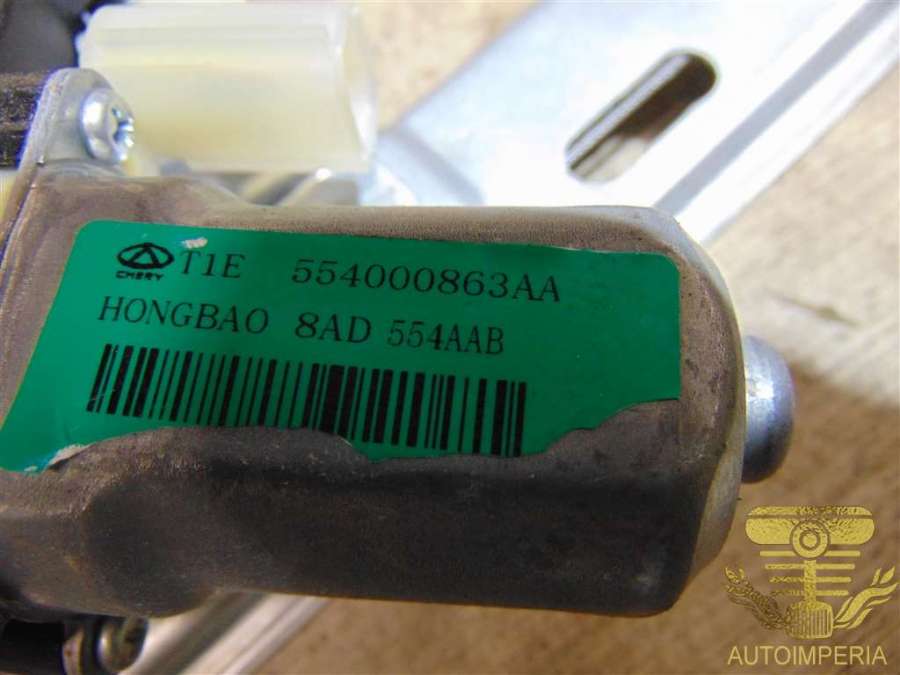 CHERY T1E 554000863AA
HONGBAO 8AD 554AAB
AUTOIMPERIA